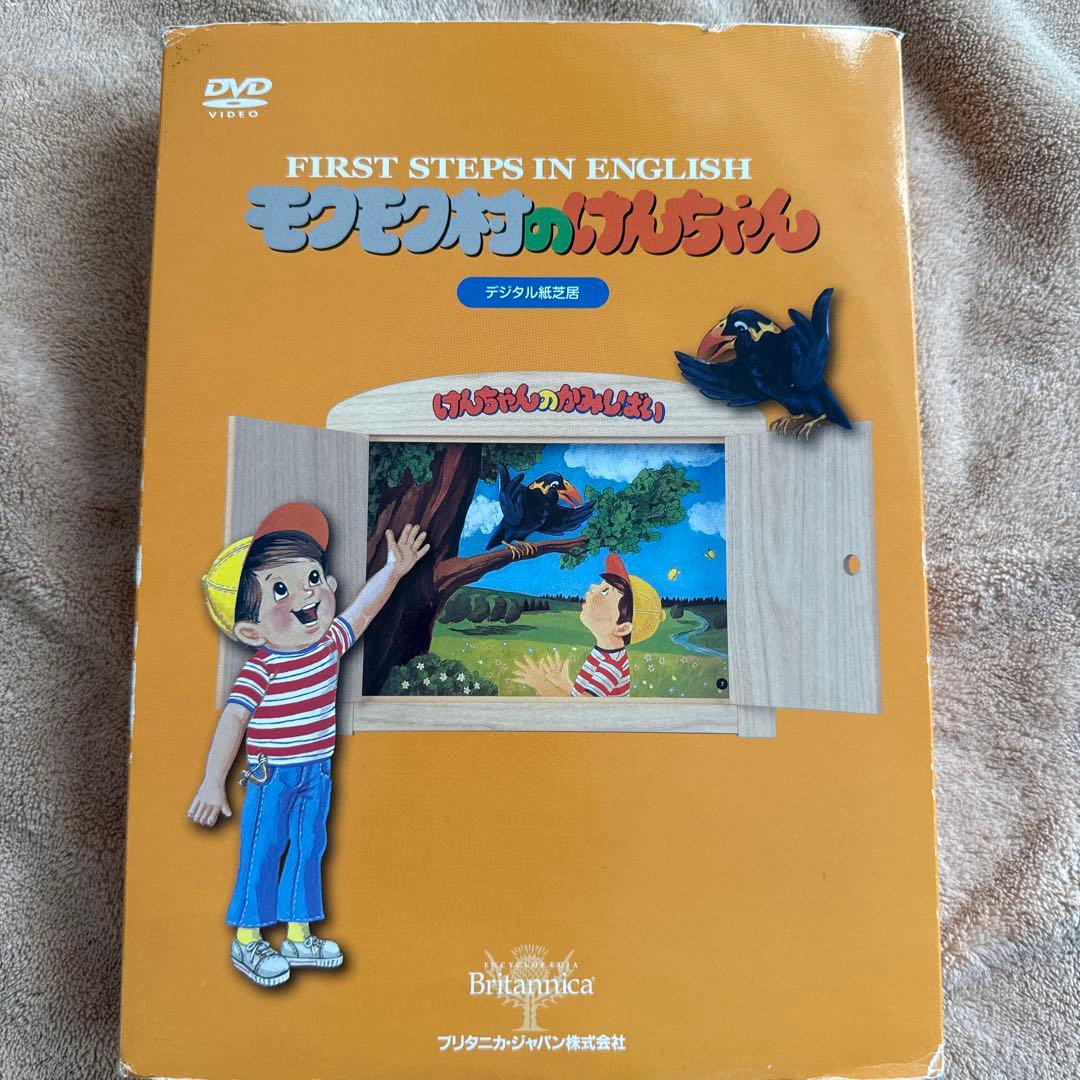 DVD
VIDEO
FIRST STEPS IN ENGLISH
モクモク村のけんちゃん
デジタル紙芝居
けんちゃんのかみしばい
7
ENCYCLOPÆDIA
Britannica®
ブリタニカ・ジャパン株式会社